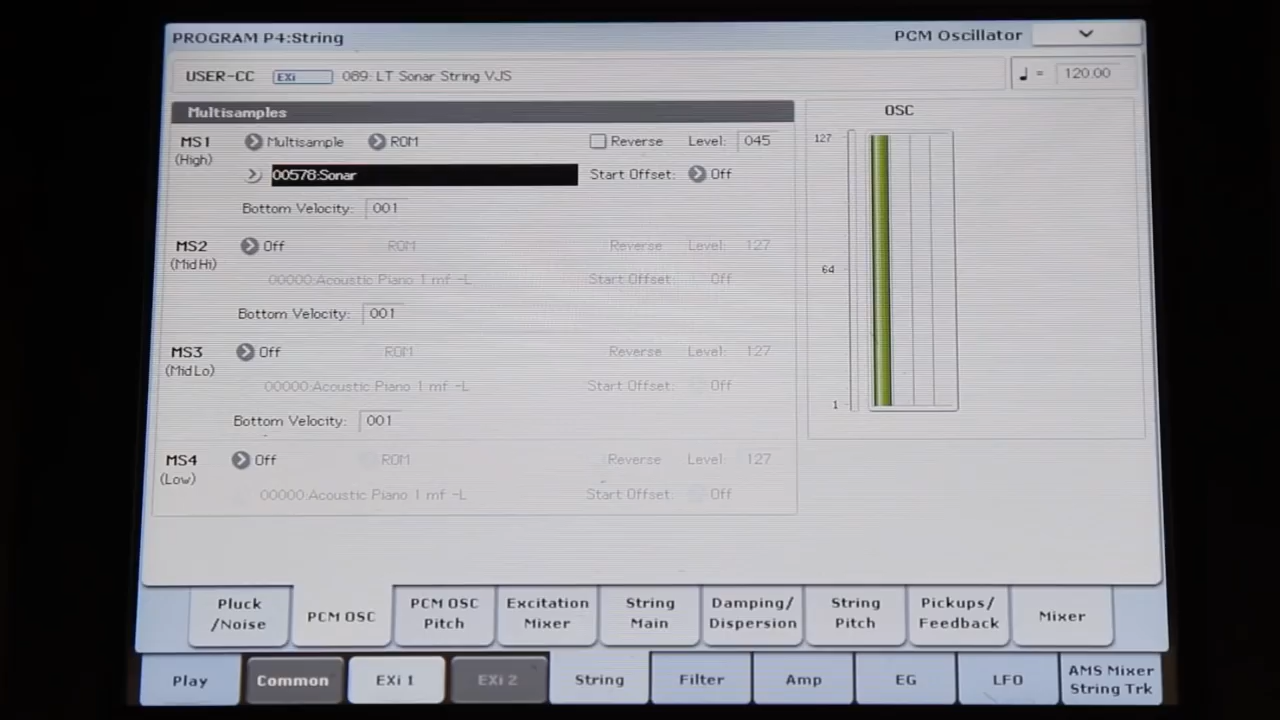 PROGRAM P4:String PCM Oscillator
USER-CC EXi 069: LT Sonar String VJS ♩ = 120.00
Multisamples OSC
MS1 Multisample ROM Reverse Level: 045 127
(High)
00578:Sonar Start Offset: Off
Bottom Velocity: 001
MS2 Off ROM Reverse Level: 127
(Mid Hi)
64
00000:Acoustic Piano 1 mf -L Start Offset: Off
Bottom Velocity: 001
MS3 Off ROM Reverse Level: 127
(Mid Lo)
00000:Acoustic Piano 1 mf -L Start Offset: Off
1
Bottom Velocity: 001
MS4 Off ROM Reverse Level: 127
(Low)
00000:Acoustic Piano 1 mf -L Start Offset: Off
Pluck
/Noise
PCM OSC
PCM OSC
Pitch
Excitation
Mixer
String
Main
Damping/
Dispersion
String
Pitch
Pickups/
Feedback
Mixer
Play
Common
EXi 1
EXi 2
String
Filter
Amp
EG
LFO
AMS Mixer
String Trk